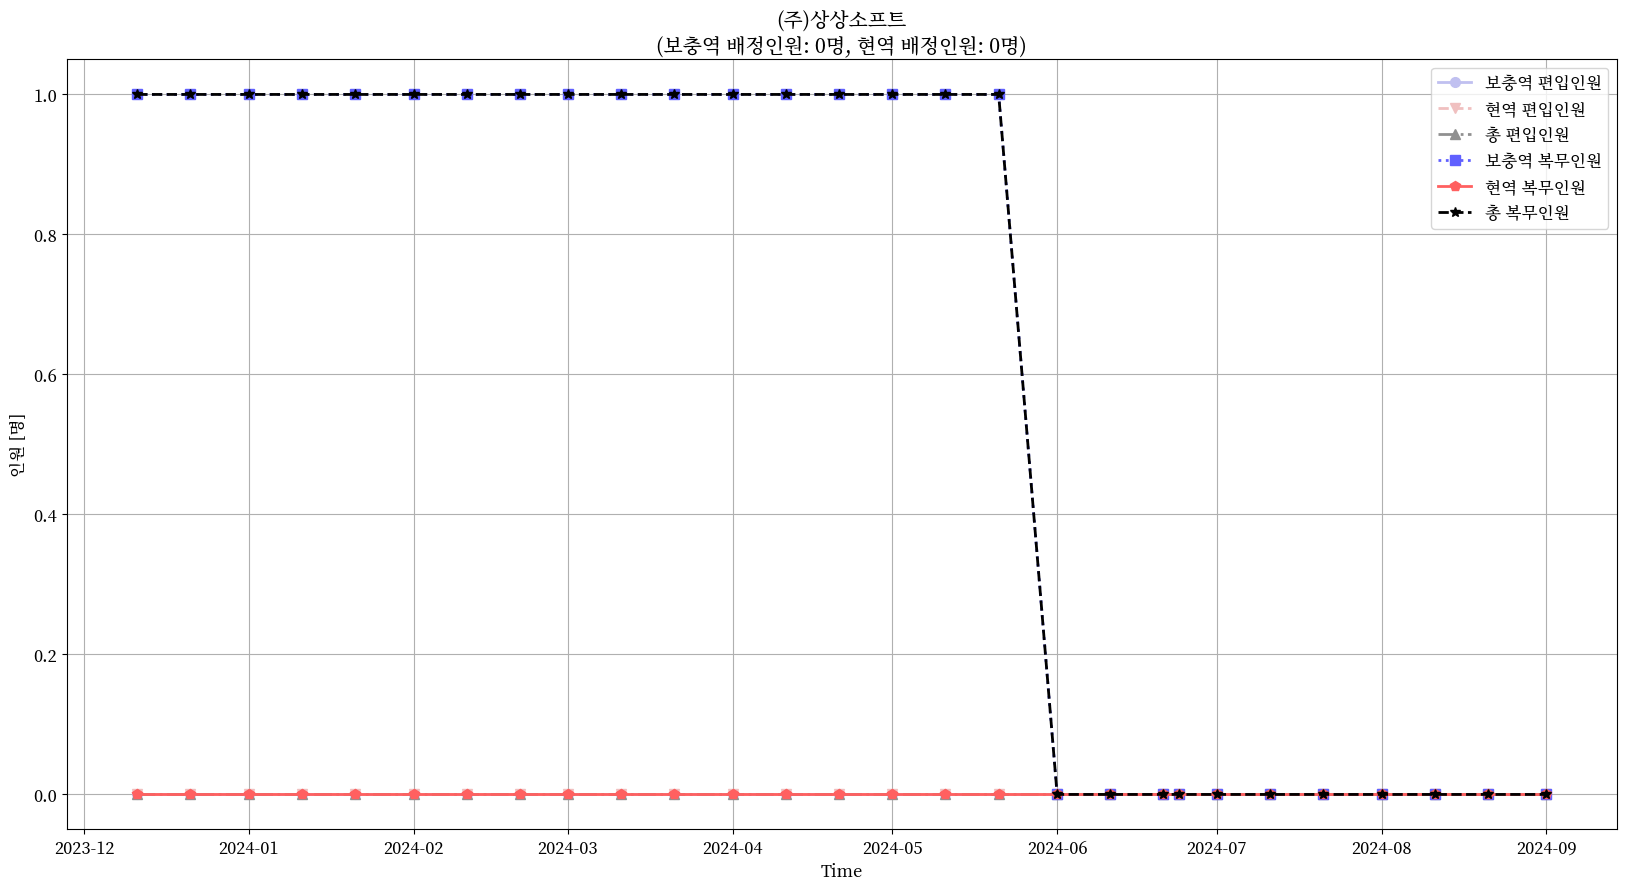 (주)상상소프트
(보충역 배정인원: 0명, 현역 배정인원: 0명)
보충역 편입인원
현역 편입인원
총 편입인원
보충역 복무인원
현역 복무인원
총 복무인원
인원 [명]
1.0
0.8
0.6
0.4
0.2
0.0
2023-12 2024-01 2024-02 2024-03 2024-04 2024-05 2024-06 2024-07 2024-08 2024-09
Time